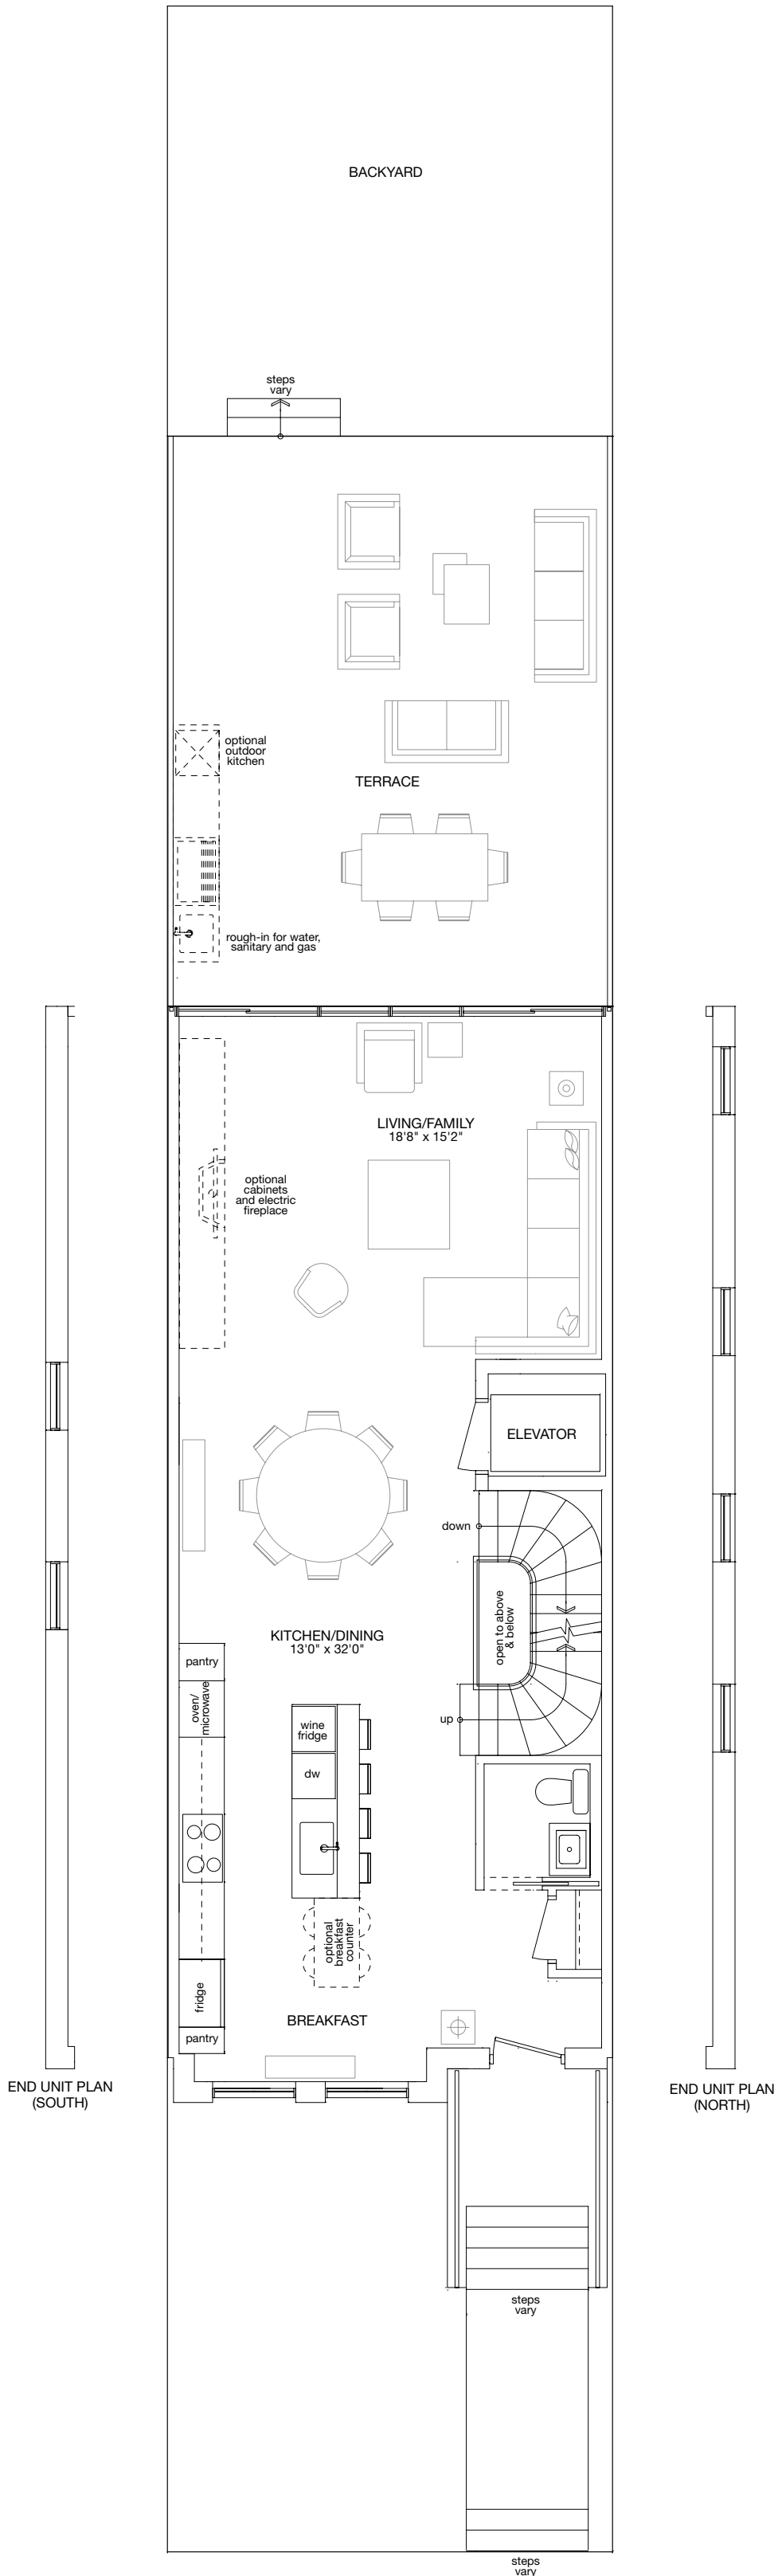 BACKYARD
steps
vary
optional
outdoor
kitchen
TERRACE
rough-in for water,
sanitary and gas
LIVING/FAMILY
18'8" x 15'2"
optional
cabinets
and electric
fireplace
ELEVATOR
down
open to above
& below
KITCHEN/DINING
13'0" x 32'0"
pantry
oven/
microwave
up
wine
fridge
dw
optional
breakfast
counter
fridge
BREAKFAST
pantry
END UNIT PLAN
(SOUTH)
END UNIT PLAN
(NORTH)
steps
vary
steps
vary